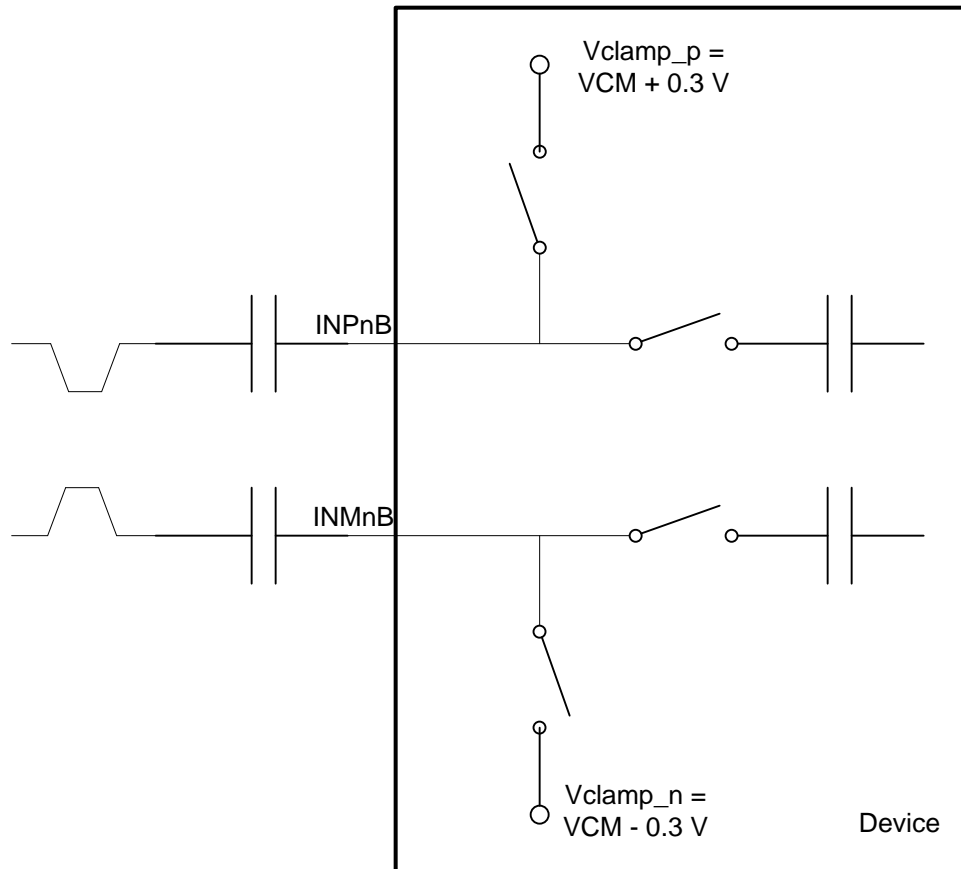 Vclamp_p =
VCM + 0.3 V
INPnB
INMnB
Vclamp_n =
VCM - 0.3 V
Device